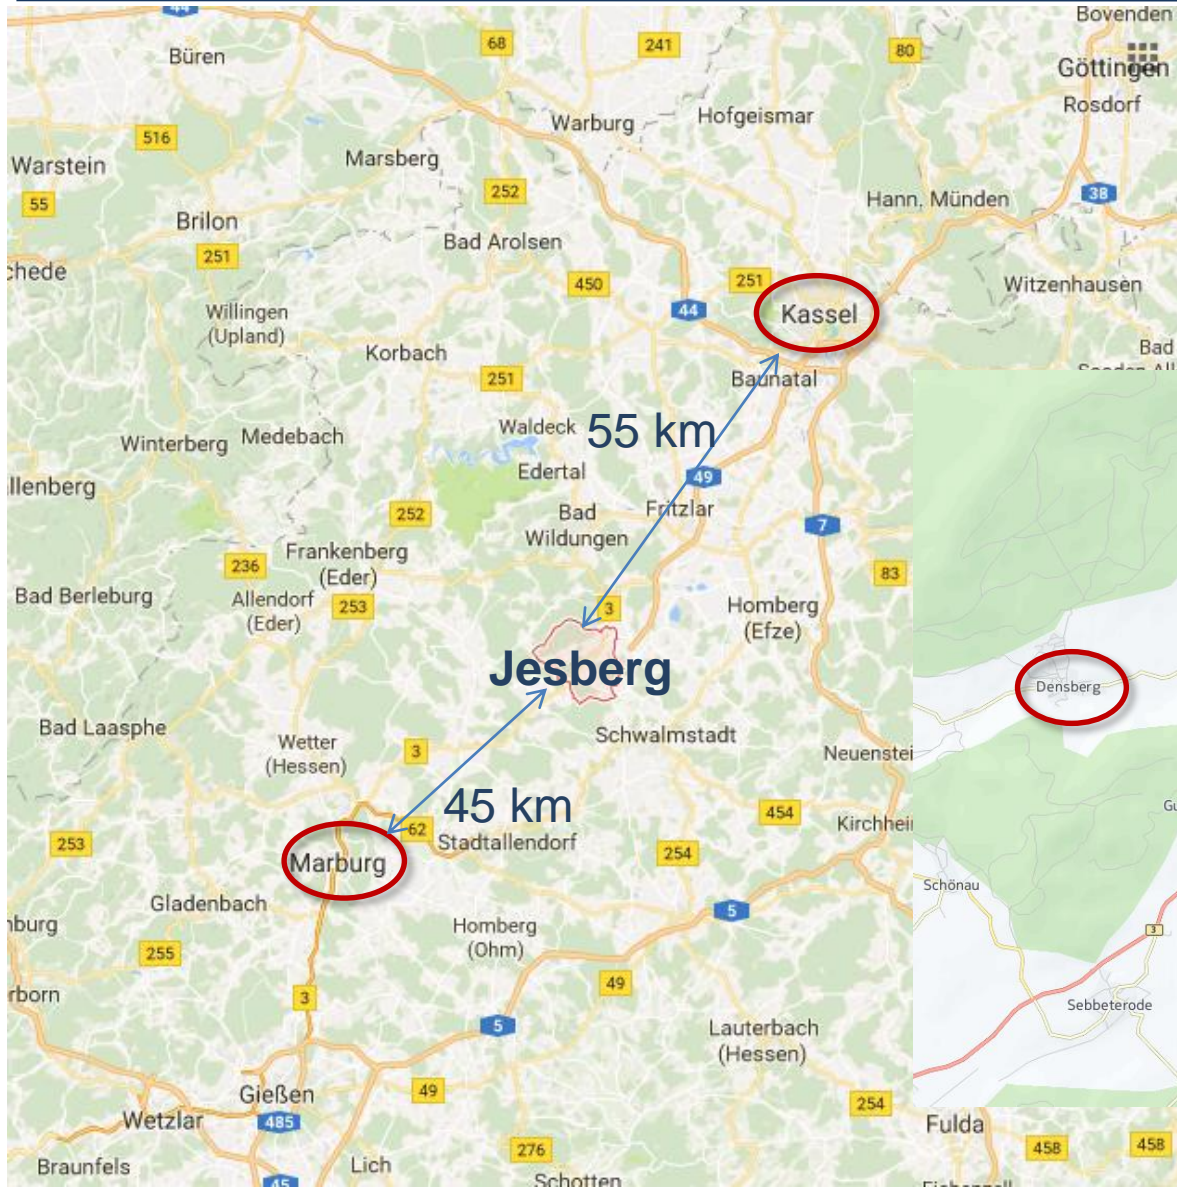 44
Bovenden
Büren
68
241
80
Göttingen
Rosdorf
Hofgeismar
Warburg
516
Marsberg
Warstein
252
Hann. Münden
38
55
Brilon
Bad Arolsen
251
chede
450
251
Witzenhausen
Willingen
(Upland)
44
Kassel
Korbach
Bad
251
Baunatal
Waldeck
55 km
Winterberg
Medebach
Edertal
49
llenberg
252
Bad
Wildungen
Fritzlar
7
Frankenberg
(Eder)
236
83
Bad Berleburg
Allendorf
(Eder)
253
3
Homberg
(Efze)
Jesberg
Densberg
Bad Laasphe
Wetter
(Hessen)
3
Schwalmstadt
Neuenstei
45 km
454
Gu
62
Kirchhei
253
Stadtallendorf
254
Marburg
Schönau
Gladenbach
5
nburg
Homberg
(Ohm)
3
255
49
rborn
3
Sebbeterode
5
Lauterbach
(Hessen)
Gießen
49
254
Wetzlar
485
Fulda
276
458
458
Braunfels
Lich
Schotten
45